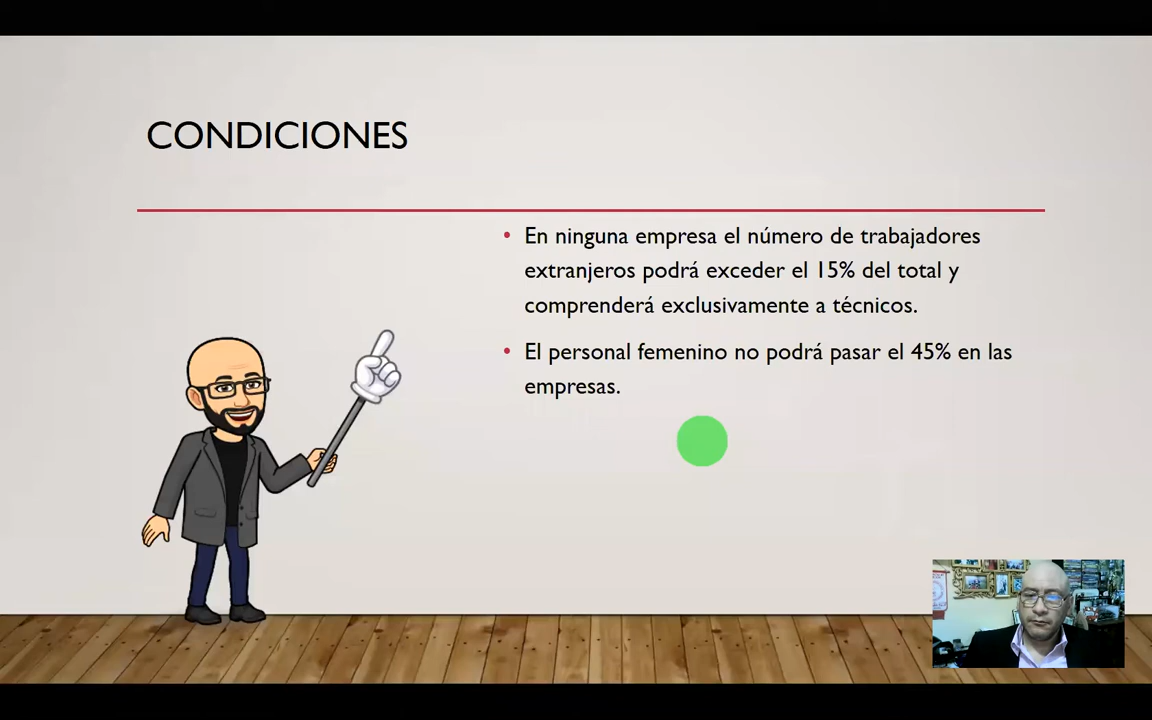 CONDICIONES
• En ninguna empresa el número de trabajadores
extranjeros podrá exceder el 15% del total y
comprenderá exclusivamente a técnicos.
• El personal femenino no podrá pasar el 45% en las
empresas.